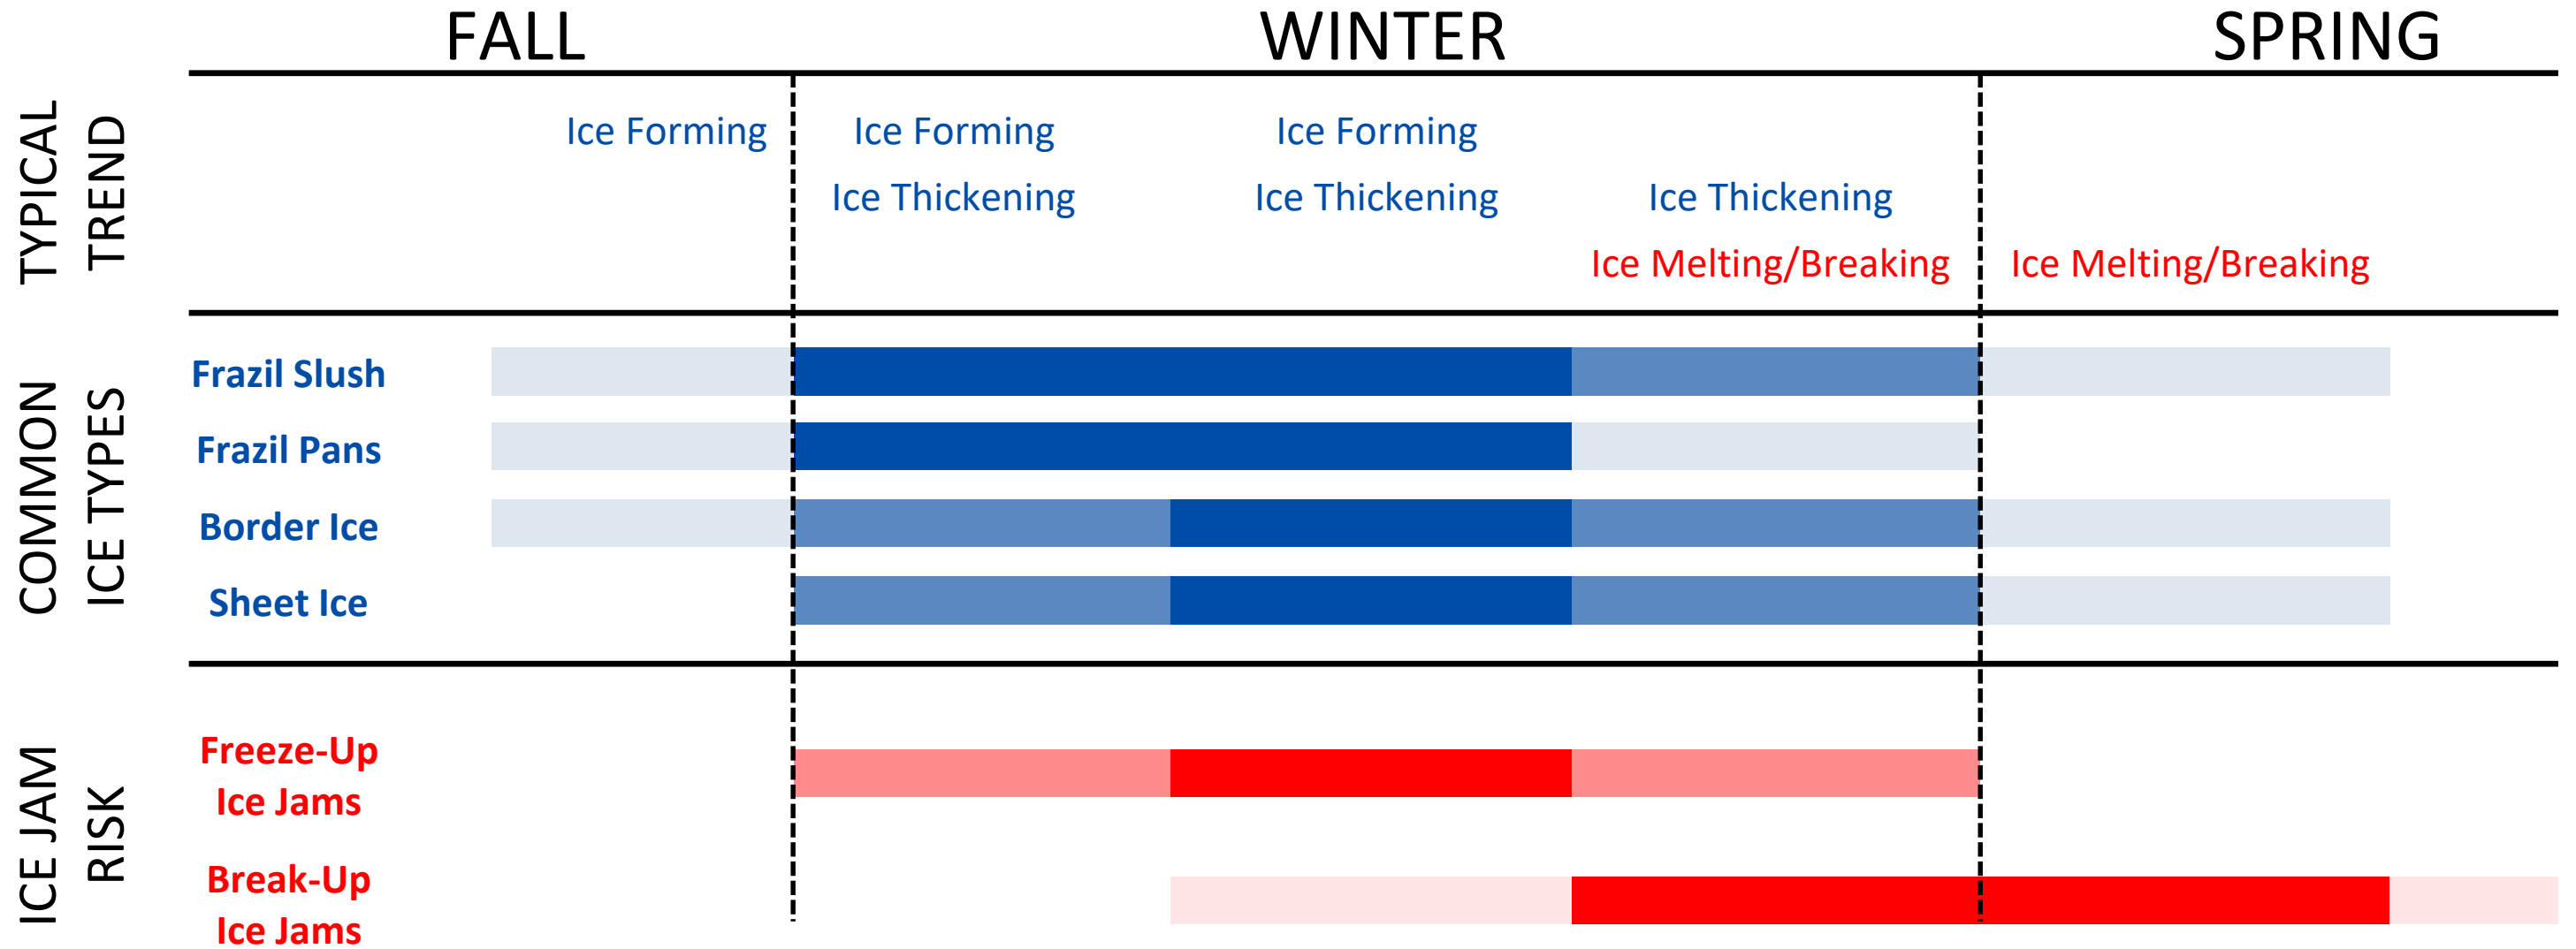 FALL
WINTER
SPRING
TYPICAL
TREND
Ice Forming
Ice Forming
Ice Forming
Ice Thickening
Ice Thickening
Ice Thickening
Ice Melting/Breaking
Ice Melting/Breaking
COMMON
ICE TYPES
Frazil Slush
Frazil Pans
Border Ice
Sheet Ice
ICE JAM
RISK
Freeze-Up
Ice Jams
Break-Up
Ice Jams